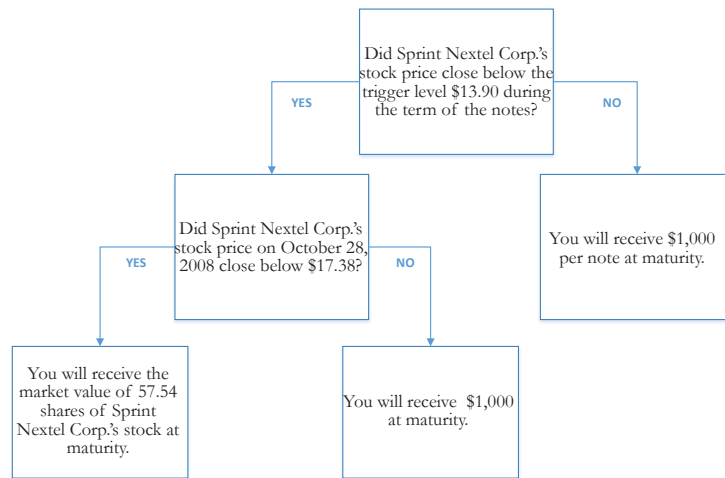 Did Sprint Nextel Corp.'s
stock price close below the
trigger level $13.90 during
the term of the notes?
YES
NO
Did Sprint Nextel Corp.'s
stock price on October 28,
2008 close below $17.38?
You will receive $1,000
per note at maturity.
YES
NO
You will receive the
market value of 57.54
shares of Sprint
Nextel Corp.'s stock at
maturity.
You will receive $1,000
at maturity.